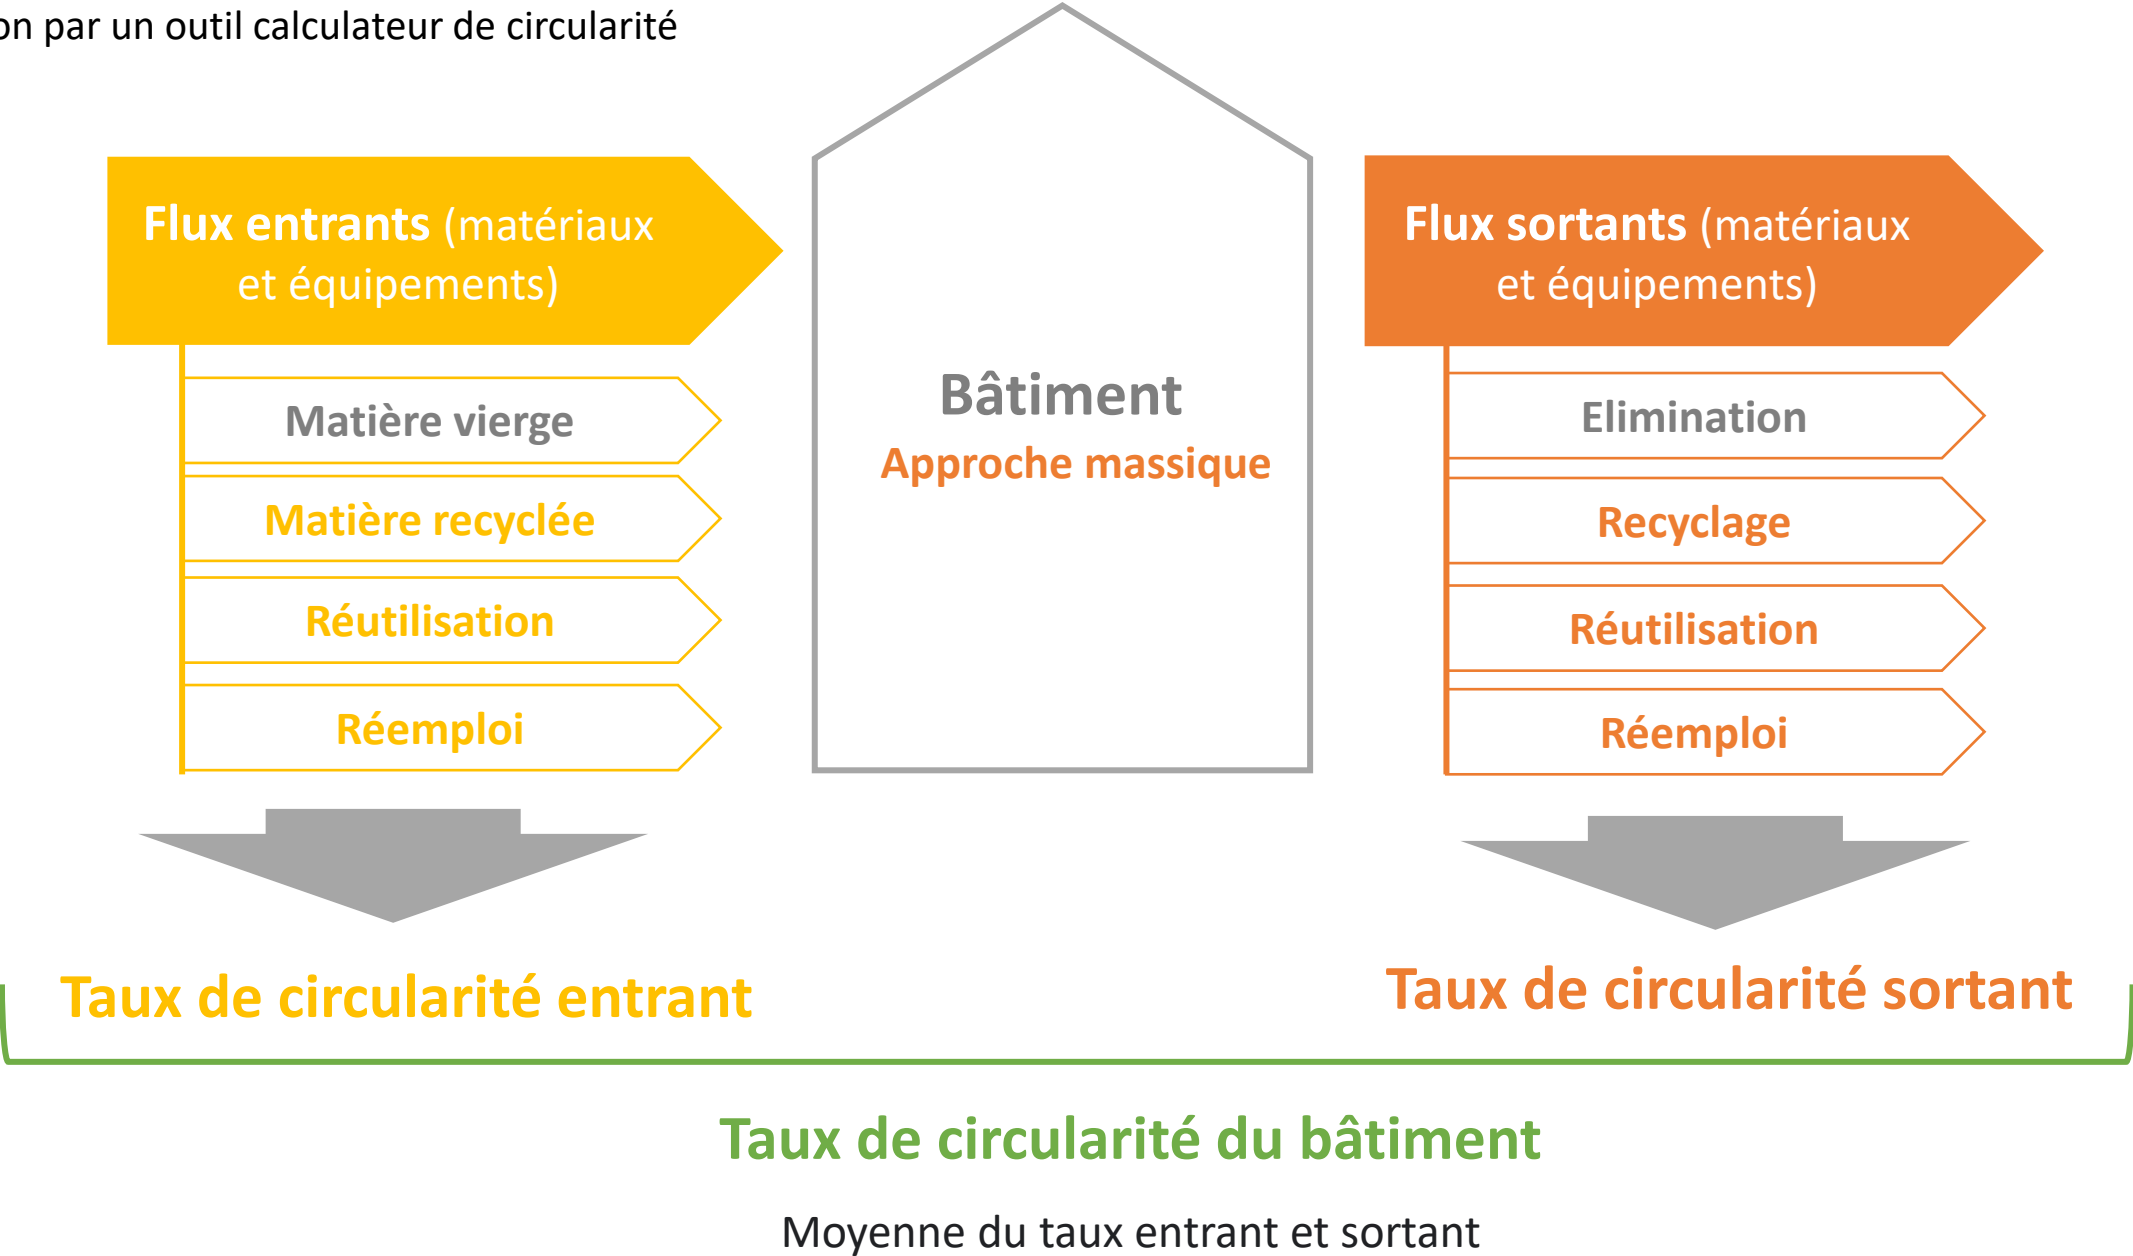 on par un outil calculateur de circularité
Flux entrants (matériaux
et équipements)
Matière vierge
Matière recyclée
Réutilisation
Réemploi
Taux de circularité entrant
Bâtiment
Approche massique
Flux sortants (matériaux
et équipements)
Elimination
Recyclage
Réutilisation
Réemploi
Taux de circularité sortant
Taux de circularité du bâtiment
Moyenne du taux entrant et sortant